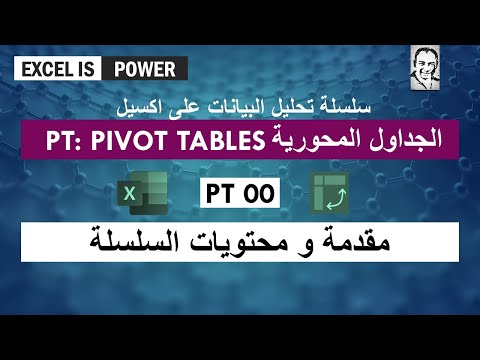 EXCEL IS POWER
سلسلة تحليل البيانات على اكسيل
الجداول المحورية PT: PIVOT TABLES
PT 00
مقدمة و محتويات السلسلة